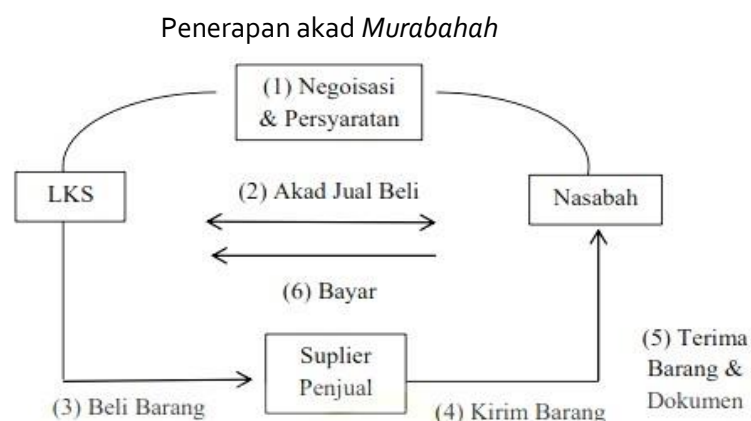 Penerapan akad Murabahah
(1) Negoisasi
& Persyaratan
LKS
(2) Akad Jual Beli
Nasabah
(6) Bayar
Suplier
Penjual
(5) Terima
Barang &
Dokumen
(3) Beli Barang
(4) Kirim Barang